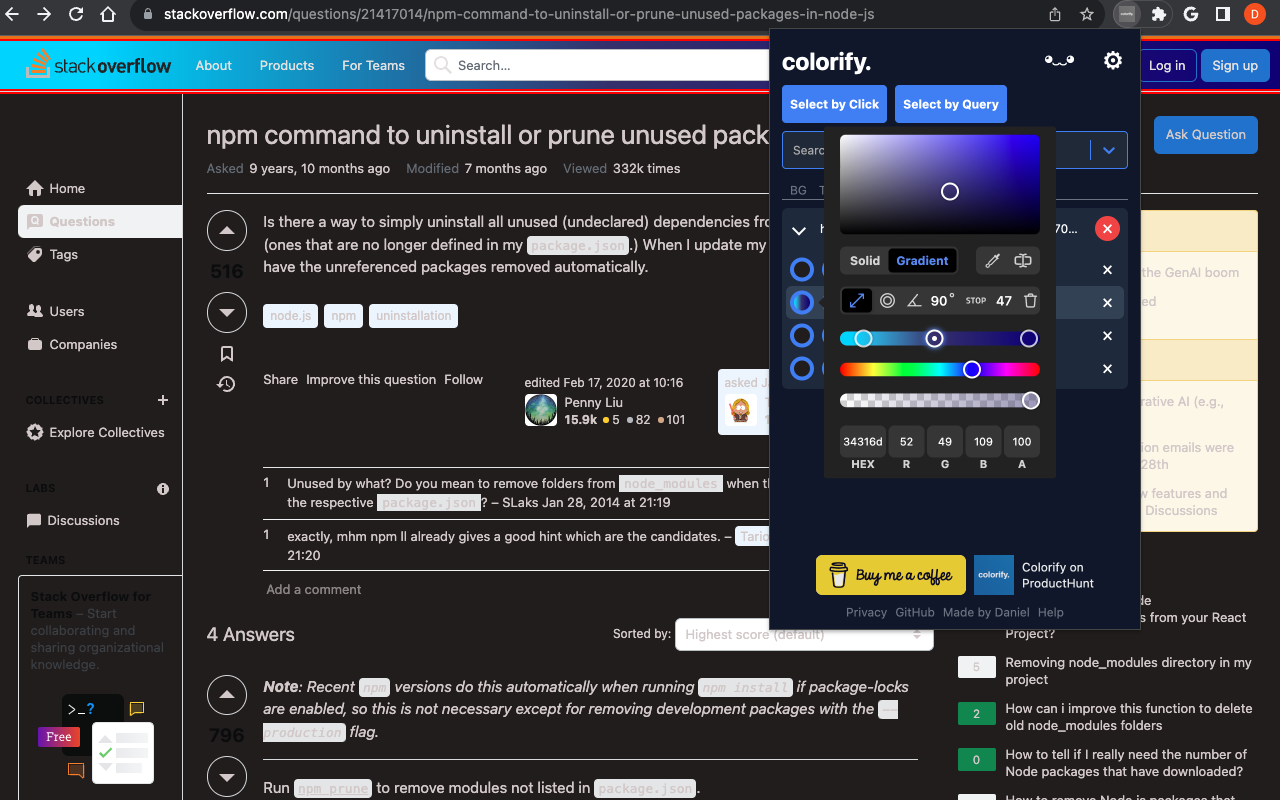 stackoverflow.com/questions/21417014/npm-command-to-uninstall-or-prune-unused-packages-in-node-js
D
stackoverflow
About
Products
For Teams
Search...
Log in
Sign up
Home
Questions
Tags
Users
Companies
COLLECTIVES
Explore Collectives
LABS
Discussions
TEAMS
Stack Overflow for
Teams – Start
collaborating and
sharing organizational
knowledge.
>_?
Free
npm command to uninstall or prune unused pack
Asked 9 years, 10 months ago Modified 7 months ago Viewed 332k times
Ask Question
516
Is there a way to simply uninstall all unused (undeclared) dependencies fro
(ones that are no longer defined in my package.json.) When I update my
have the unreferenced packages removed automatically.
node.js npm uninstallation
Share Improve this question Follow
edited Feb 17, 2020 at 10:16
Penny Liu
15.9k 5 82 101
asked J
1 Unused by what? Do you mean to remove folders from node_modules when th
the respective package.json? – SLaks Jan 28, 2014 at 21:19
1 exactly, mhm npm ll already gives a good hint which are the candidates. – Tario
21:20
Add a comment
4 Answers
Sorted by:
Highest score (default)
796
Note: Recent npm versions do this automatically when running npm install if package-locks
are enabled, so this is not necessary except for removing development packages with the --
production flag.
Run npm prune to remove modules not listed in package.json.
colorify.
Select by Click
Select by Query
Searc
BG
70...
Solid
Gradient
90°
STOP
47
34316d 52 49 109 100
HEX R G B A
Buy me a coffee
colorify.
Colorify on
ProductHunt
Privacy GitHub Made by Daniel Help
the GenAI boom
ed
rative AI (e.g.,
ion emails were
28th
w features and
Discussions
de
s from your React
Project?
5 Removing node_modules directory in my
project
2 How can i improve this function to delete
old node_modules folders
0 How to tell if I really need the number of
Node packages that have downloaded?
How to remove Node.js packages that